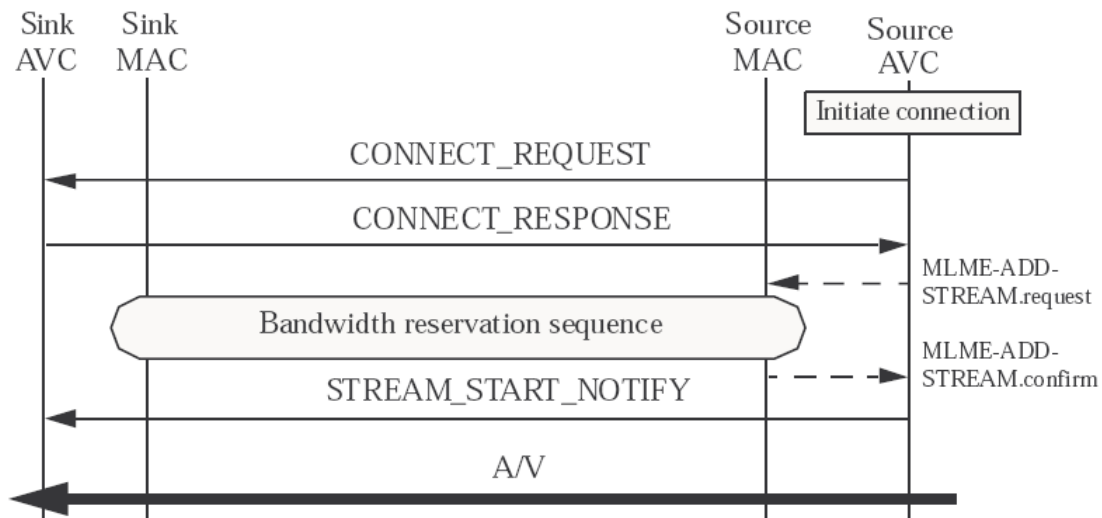 Sink
AVC
Sink
MAC
Source
MAC
Source
AVC
Initiate connection
CONNECT_REQUEST
CONNECT_RESPONSE
MLME-ADD-
STREAM.request
Bandwidth reservation sequence
MLME-ADD-
STREAM.confirm
STREAM_START_NOTIFY
A/V